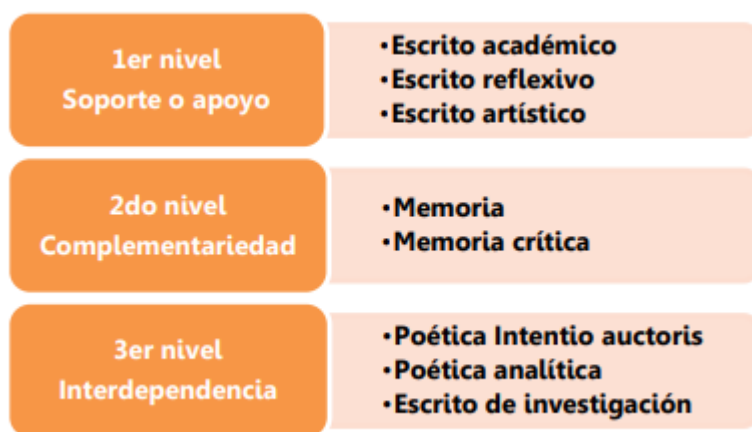 1er nivel
Soporte o apoyo
•Escrito académico
•Escrito reflexivo
•Escrito artístico
2do nivel
Complementariedad
•Memoria
•Memoria crítica
3er nivel
Interdependencia
•Poética Intentio auctoris
•Poética analítica
•Escrito de investigación